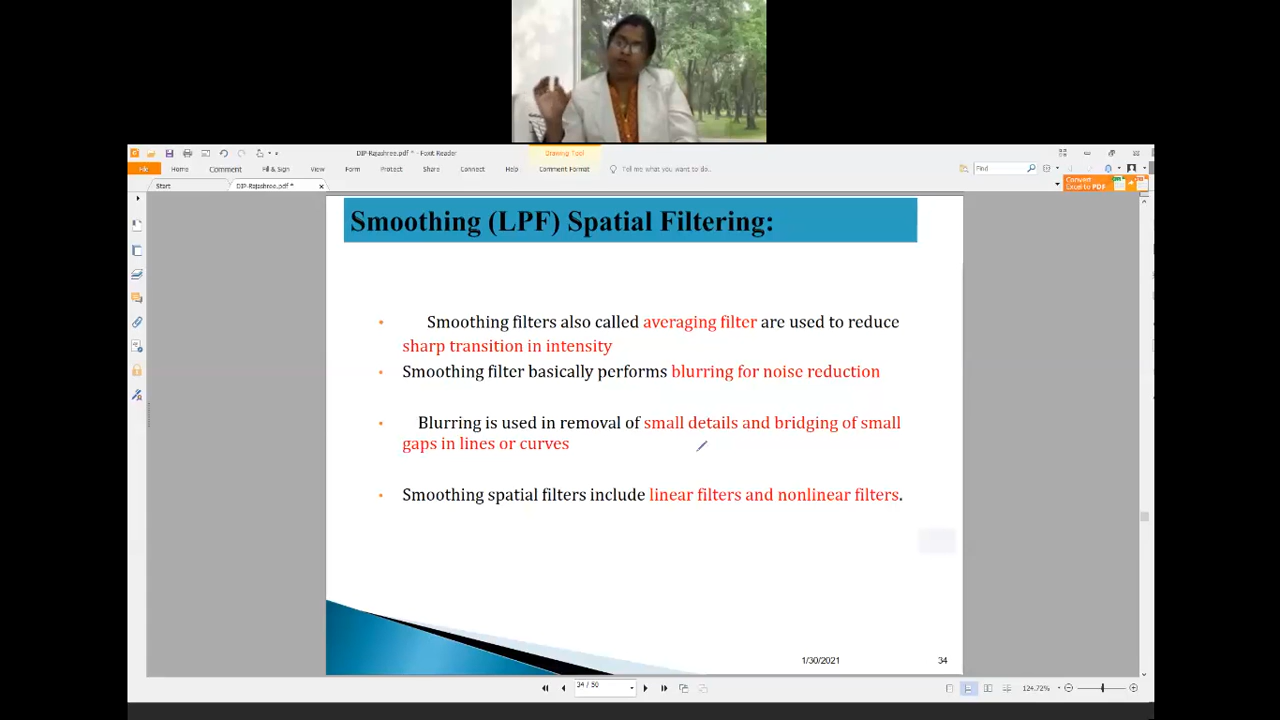 DIP-Rajashree.pdf * - Foxit Reader
Drawing Tool
File Home Comment Fill & Sign View Form Protect Share Connect Help Comment Format Tell me what you want to do.. Find
Start DIP-Rajashree.pdf * Convert Excel to PDF
Smoothing (LPF) Spatial Filtering:
• Smoothing filters also called averaging filter are used to reduce
sharp transition in intensity
• Smoothing filter basically performs blurring for noise reduction
• Blurring is used in removal of small details and bridging of small
gaps in lines or curves
• Smoothing spatial filters include linear filters and nonlinear filters.
1/30/2021 34
34 / 50 124.72%